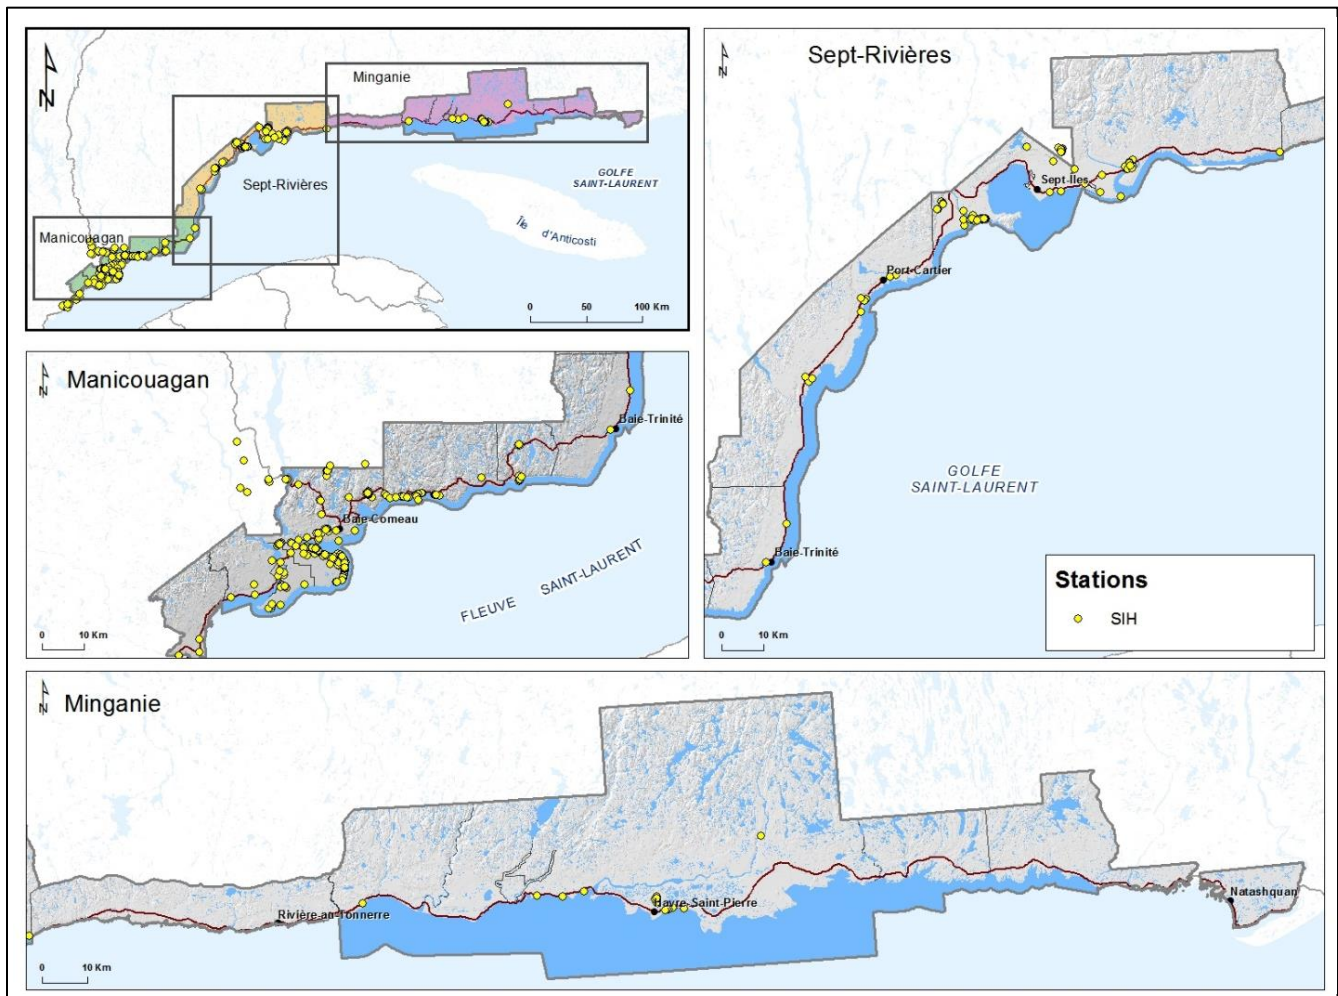 N
Minganie
Sept-Rivières
Manicouagan
GOLFE
SAINT-LAURENT
Île
d'Anticosti
0 50 100 Km
N
Sept-Rivières
Sept-Iles
Port-Cartier
GOLFE
SAINT-LAURENT
Baie-Trinité
0 10 Km
Stations
SIH
N
Manicouagan
Baie-Trinité
Baie-Comeau
FLEUVE SAINT-LAURENT
0 10 Km
N
Minganie
Rivière-au-Tonnerre
Havre-Saint-Pierre
Natashquan
0 10 Km